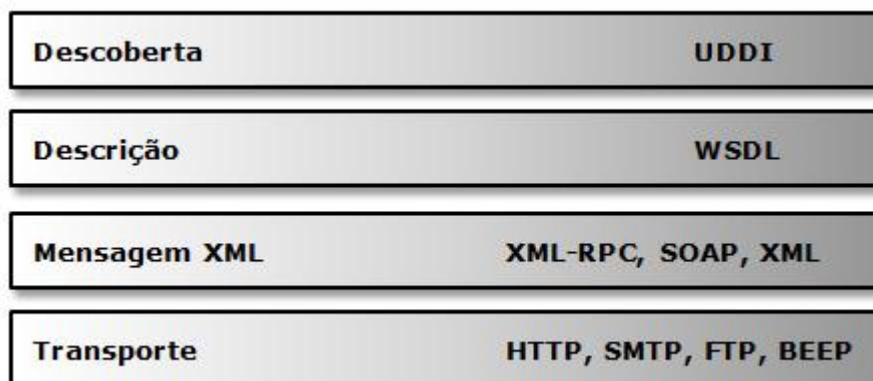 Descoberta UDDI
Descrição WSDL
Mensagem XML XML-RPC, SOAP, XML
Transporte HTTP, SMTP, FTP, BEEP